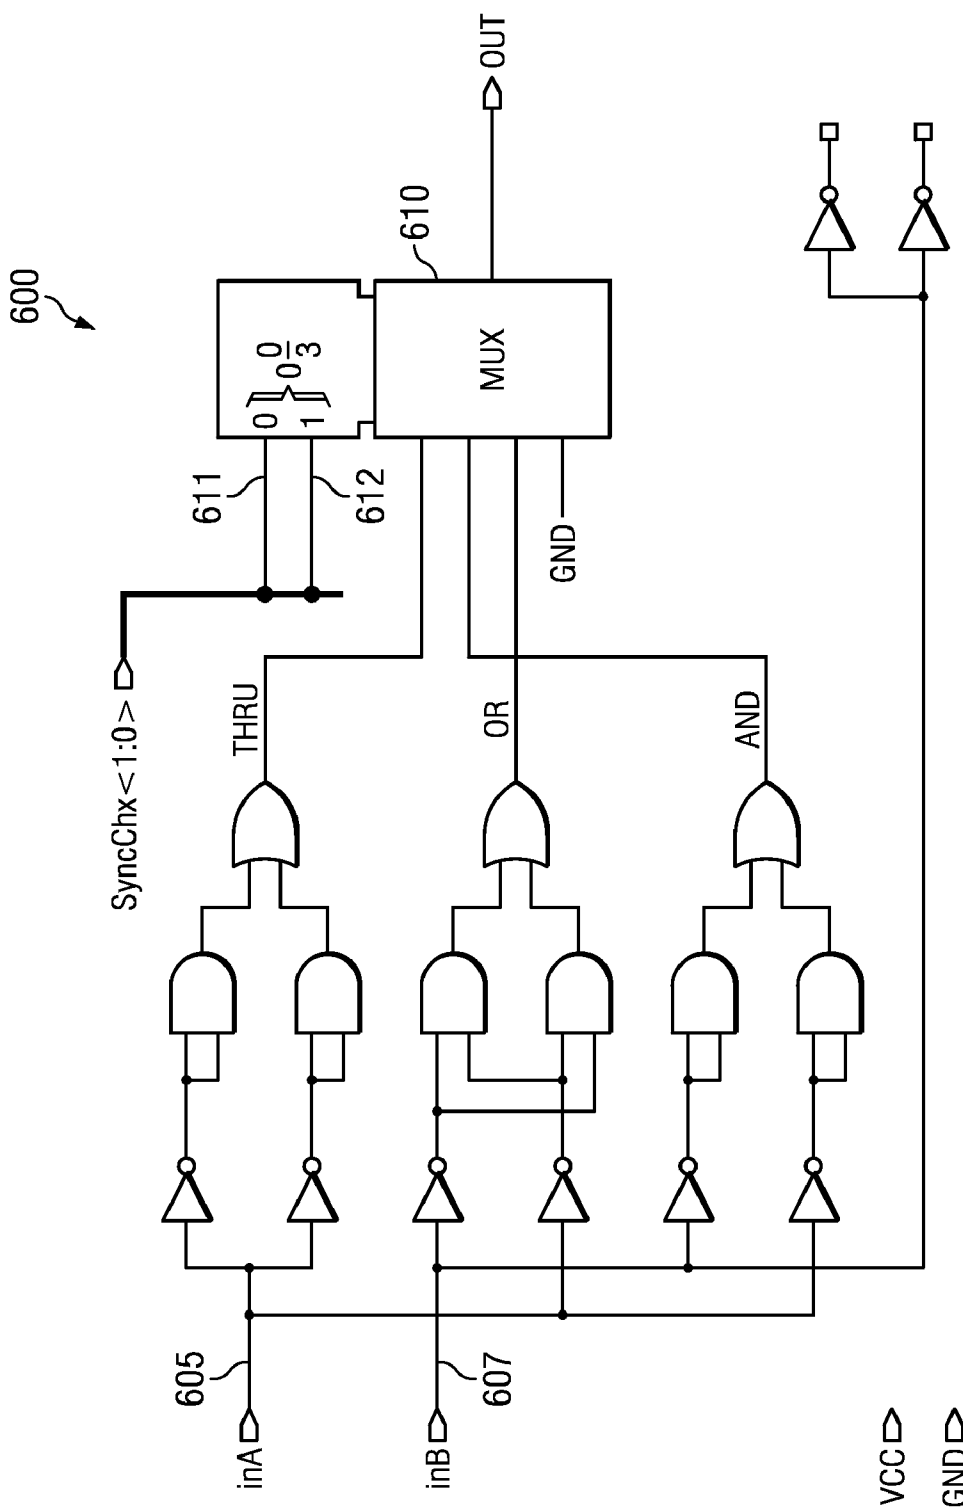 600
SyncChx<1:0>
611
612
0
1
0 0/3
610
MUX
OUT
THRU
OR
AND
GND
605
inA
607
inB
VCC
GND